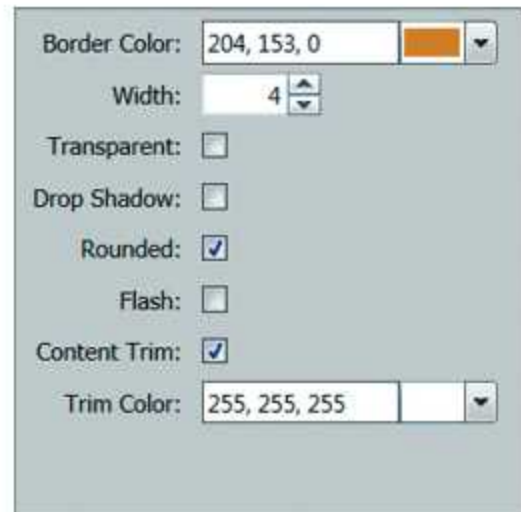 Border Color: 204, 153, 0
Width: 4
Transparent:
Drop Shadow:
Rounded:
Flash:
Content Trim:
Trim Color: 255, 255, 255